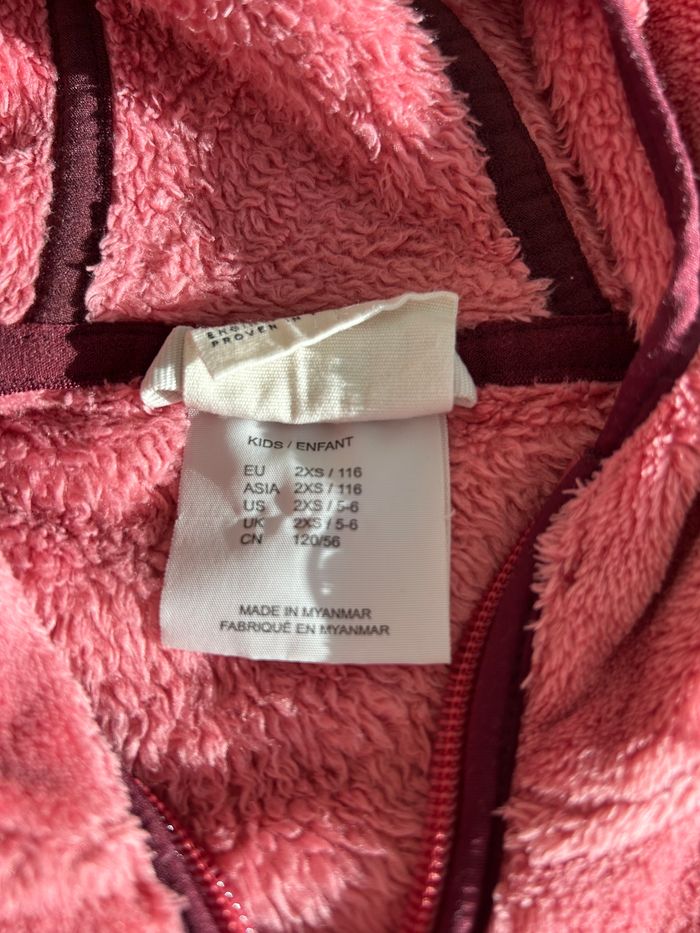 PROVEN
KIDS / ENFANT
EU 2XS / 116
ASIA 2XS / 116
US 2XS / 5-6
UK 2XS / 5-6
CN 120/56
MADE IN MYANMAR
FABRIQUÉ EN MYANMAR